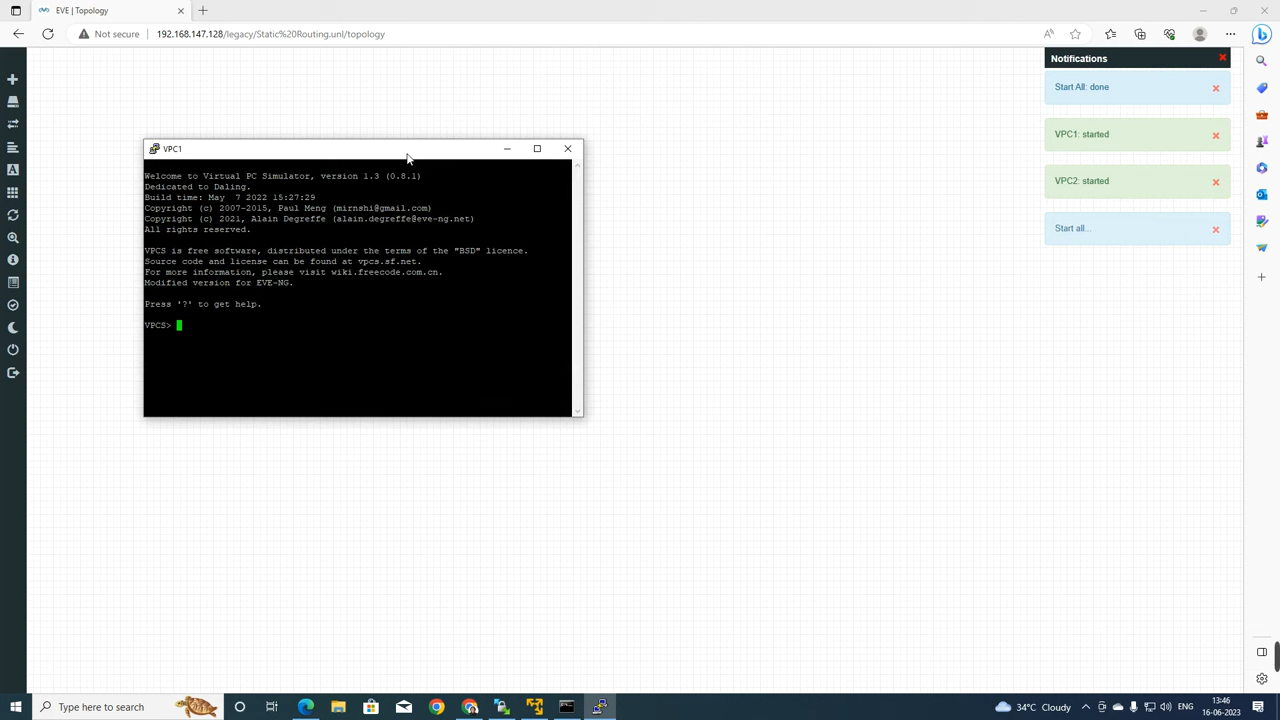 EVE | Topology
Not secure
192.168.147.128/legacy/Static%20Routing.unl/topology
Notifications
Start All: done
VPC1: started
VPC2: started
Start all...
VPC1
Welcome to Virtual PC Simulator, version 1.3 (0.8.1)
Dedicated to Daling.
Build time: May  7 2022 15:27:29
Copyright (c) 2007-2015, Paul Meng (mirnshi@gmail.com)
Copyright (c) 2021, Alain Degreffe (alain.degreffe@eve-ng.net)
All rights reserved.
VPCS is free software, distributed under the terms of the "BSD" licence.
Source code and license can be found at vpcs.sf.net.
For more information, please visit wiki.freecode.com.cn.
Modified version for EVE-NG.
Press '?' to get help.
VPCS>
Type here to search
34°C Cloudy
ENG
13:46
16-06-2023